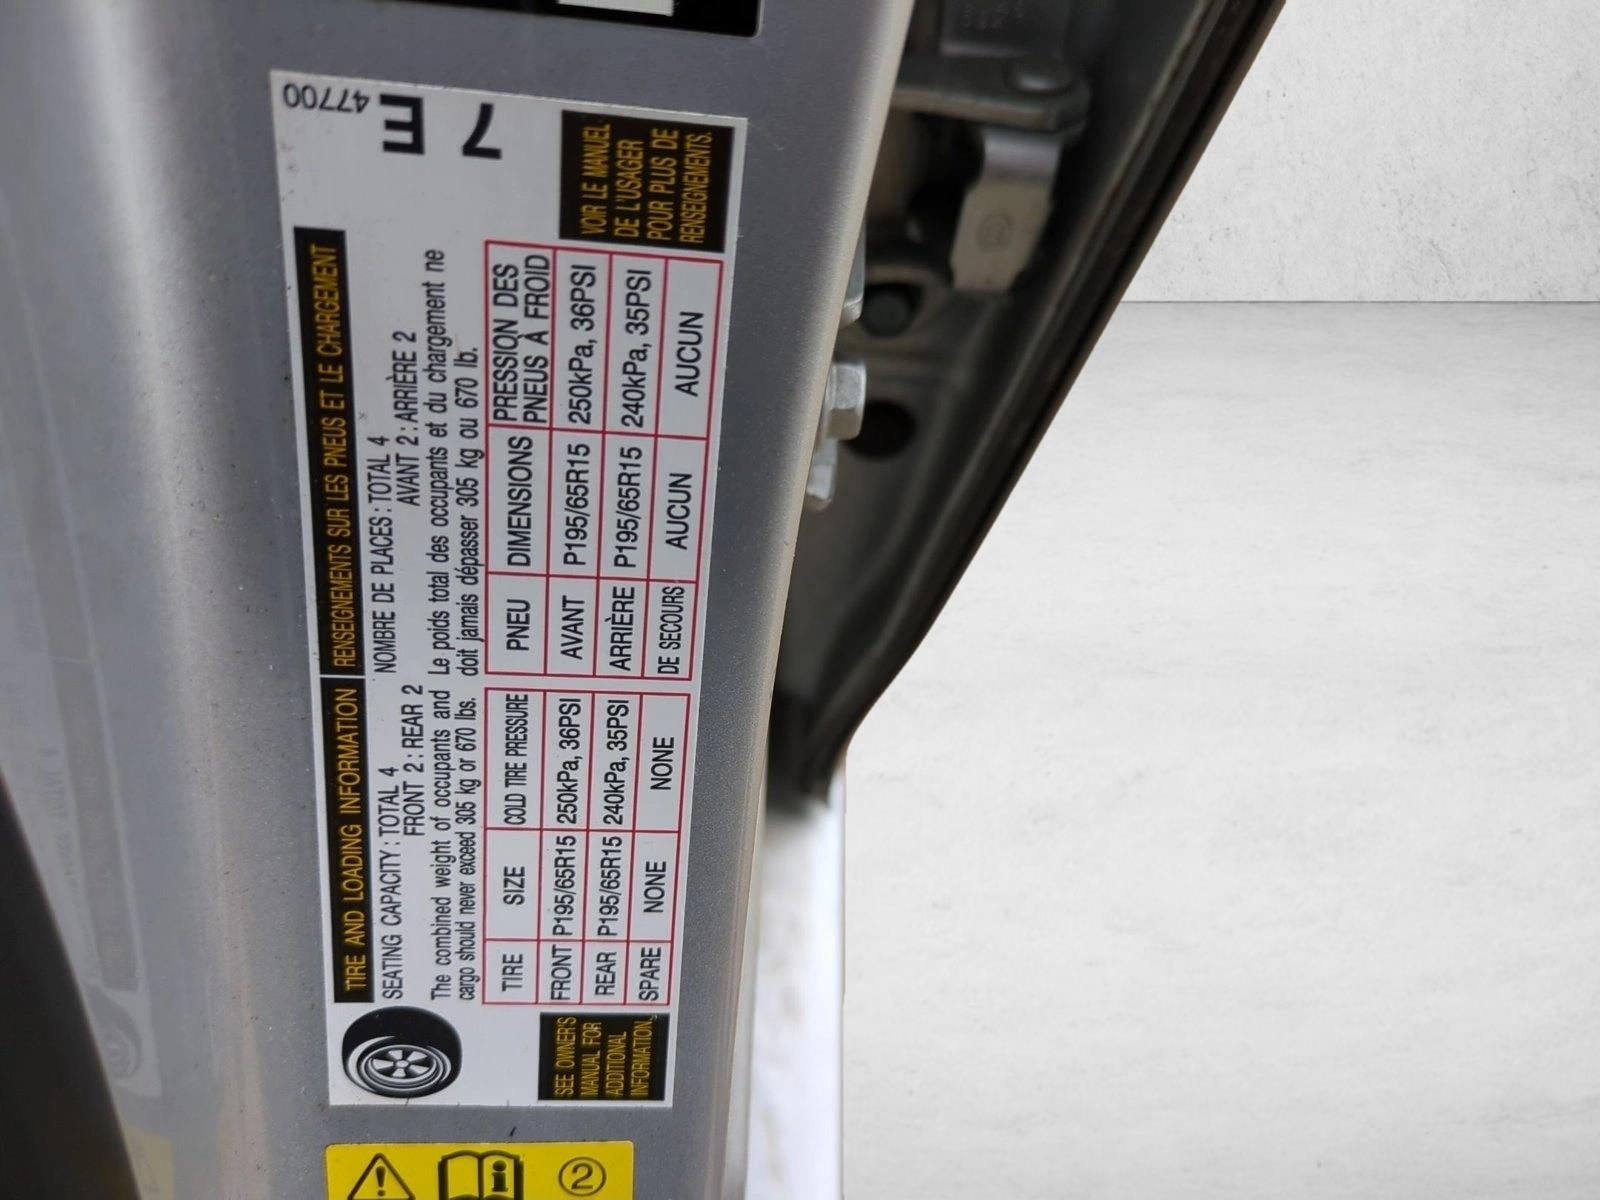 TIRE AND LOADING INFORMATION
SEATING CAPACITY : TOTAL 4
FRONT 2 : REAR 2
The combined weight of occupants and
cargo should never exceed 305 kg or 670 lbs.
TIRE SIZE COLD TIRE PRESSURE
FRONT P195/65R15 250kPa, 36PSI
REAR P195/65R15 240kPa, 35PSI
SPARE NONE NONE
SEE OWNER'S
MANUAL FOR
ADDITIONAL
INFORMATION.
RENSEIGNEMENTS SUR LES PNEUS ET LE CHARGEMENT
NOMBRE DE PLACES : TOTAL 4
AVANT 2 : ARRIÈRE 2
Le poids total des occupants et du chargement ne
doit jamais dépasser 305 kg ou 670 lb.
PNEU DIMENSIONS PRESSION DES
PNEUS À FROID
AVANT P195/65R15 250kPa, 36PSI
ARRIÈRE P195/65R15 240kPa, 35PSI
DE SECOURS AUCUN AUCUN
VOIR LE MANUEL
DE L'USAGER
POUR PLUS DE
RENSEIGNEMENTS.
47700
E
7
2